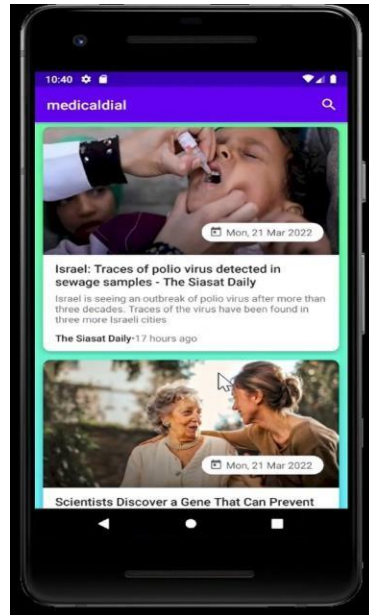 10:40
medicaldial
Mon, 21 Mar 2022
Israel: Traces of polio virus detected in
sewage samples - The Siasat Daily
Israel is seeing an outbreak of polio virus after more than
three decades. Traces of the virus have been found in
three more Israeli cities
The Siasat Daily•17 hours ago
Mon, 21 Mar 2022
Scientists Discover a Gene That Can Prevent